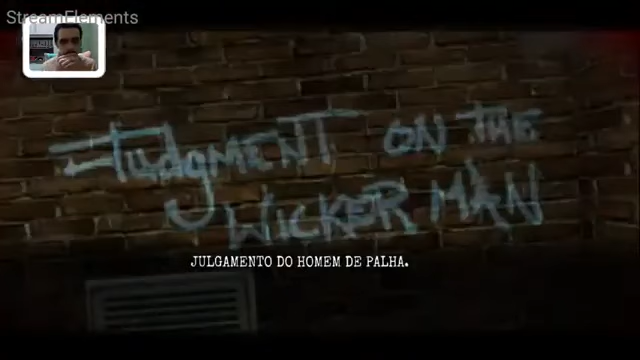 StreamElements
Judgment on the
Wicker Man
JULGAMENTO DO HOMEM DE PALHA.